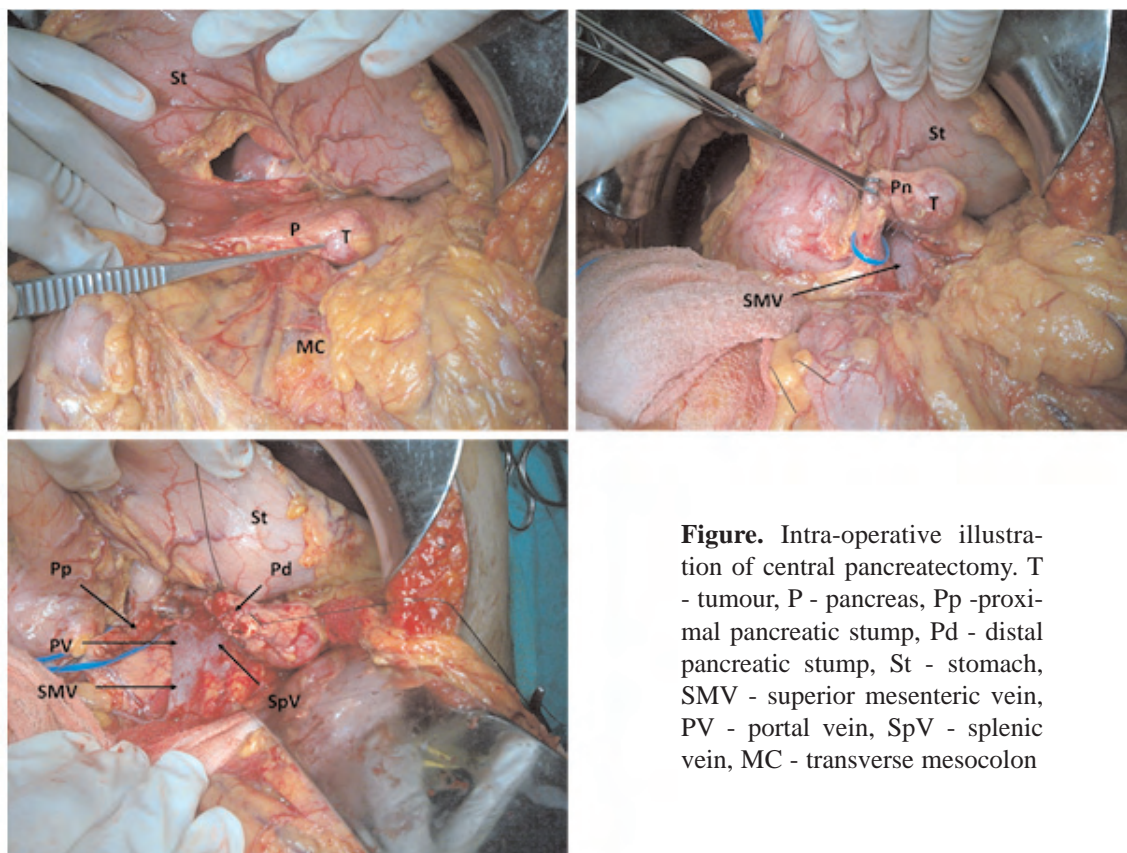 St
P
T
MC
St
Pn
T
SMV
St
Pp
Pd
PV
SMV
SpV
Figure. Intra-operative illustra-
tion of central pancreatectomy. T
- tumour, P - pancreas, Pp -proxi-
mal pancreatic stump, Pd - distal
pancreatic stump, St - stomach,
SMV - superior mesenteric vein,
PV - portal vein, SpV - splenic
vein, MC - transverse mesocolon